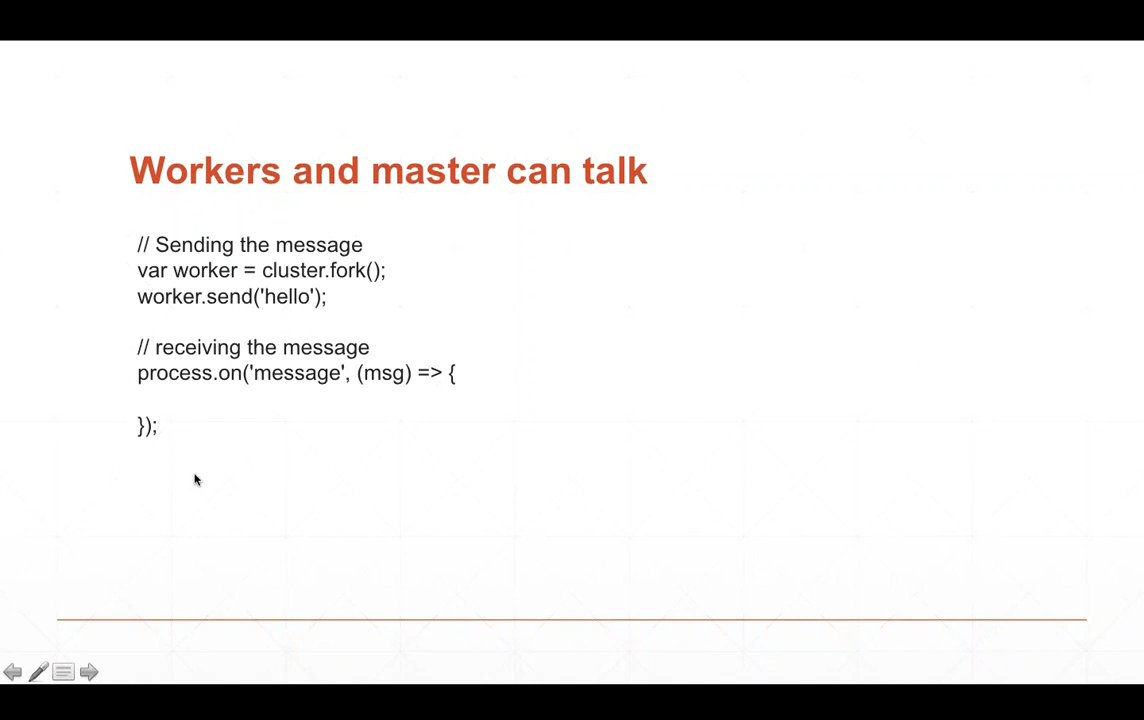 Workers and master can talk
// Sending the message
var worker = cluster.fork();
worker.send('hello');
// receiving the message
process.on('message', (msg) => {
});